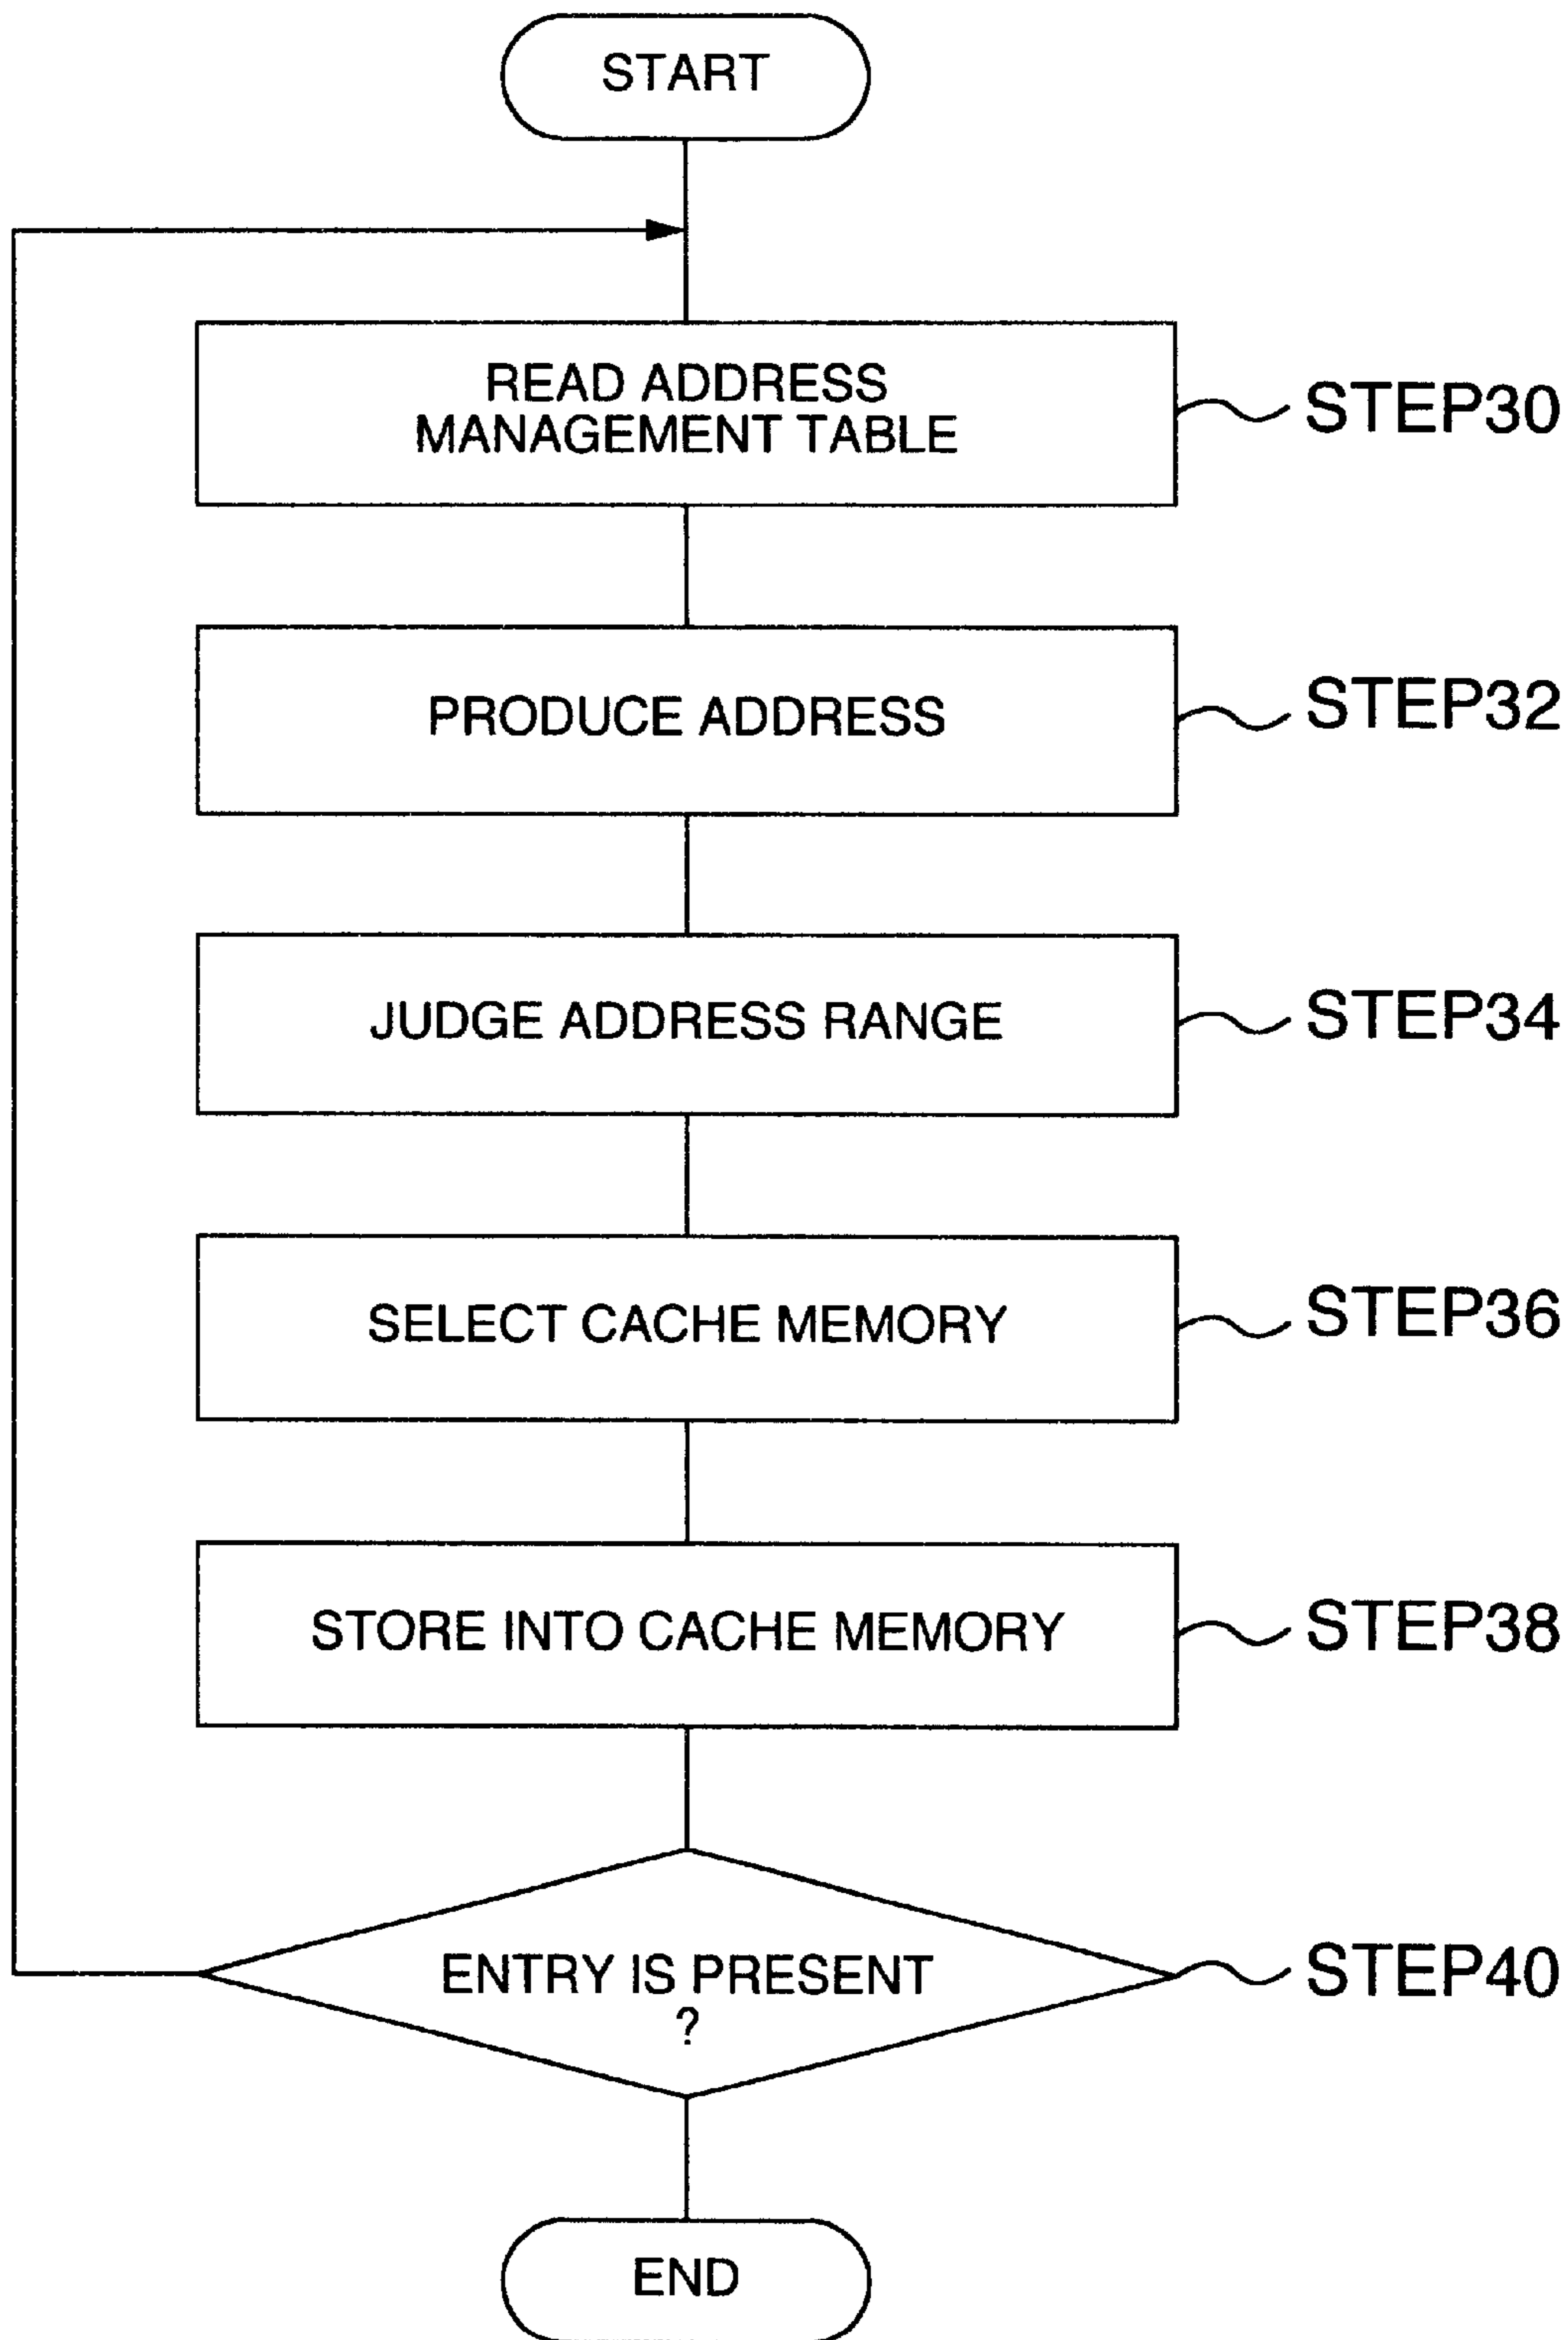 START
READ ADDRESS
MANAGEMENT TABLE
STEP30
PRODUCE ADDRESS
STEP32
JUDGE ADDRESS RANGE
STEP34
SELECT CACHE MEMORY
STEP36
STORE INTO CACHE MEMORY
STEP38
ENTRY IS PRESENT
?
STEP40
END